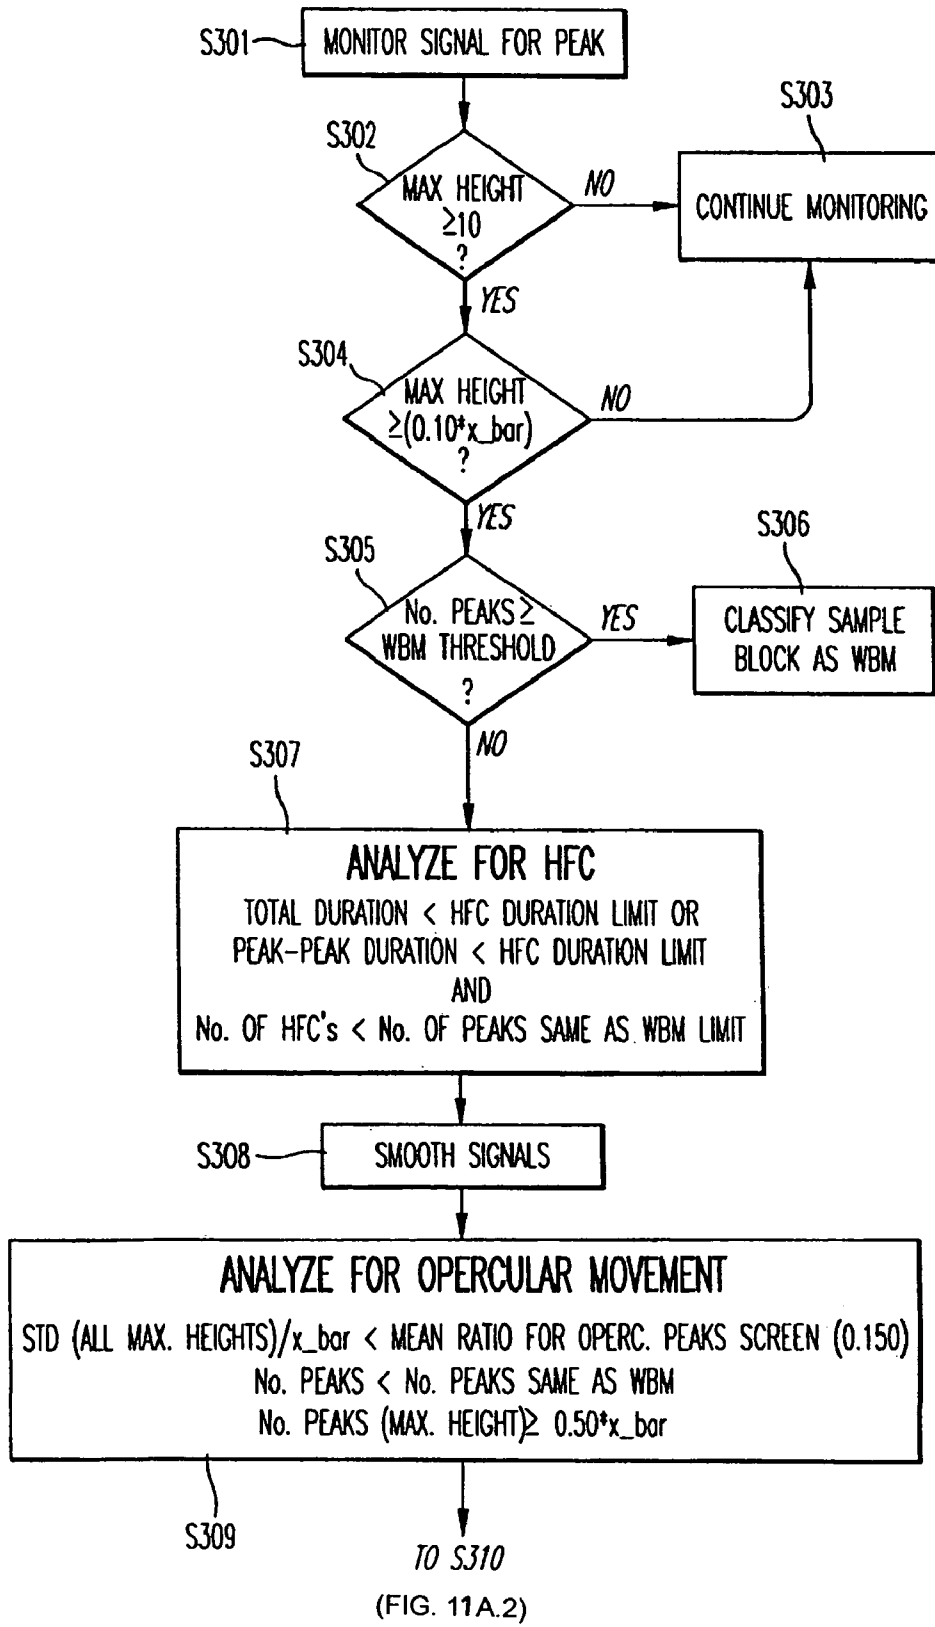 S301
MONITOR SIGNAL FOR PEAK
S302
MAX HEIGHT
≥10
?
NO
S303
CONTINUE MONITORING
YES
S304
MAX HEIGHT
≥(0.10*x_bar)
?
NO
YES
S305
No. PEAKS ≥
WBM THRESHOLD
?
YES
S306
CLASSIFY SAMPLE
BLOCK AS WBM
NO
S307
ANALYZE FOR HFC
TOTAL DURATION < HFC DURATION LIMIT OR
PEAK-PEAK DURATION < HFC DURATION LIMIT
AND
No. OF HFC's < No. OF PEAKS SAME AS WBM LIMIT
S308
SMOOTH SIGNALS
ANALYZE FOR OPERCULAR MOVEMENT
STD (ALL MAX. HEIGHTS)/x_bar < MEAN RATIO FOR OPERC. PEAKS SCREEN (0.150)
No. PEAKS < No. PEAKS SAME AS WBM
No. PEAKS (MAX. HEIGHT)≥ 0.50*x_bar
S309
TO S310
(FIG. 11A.2)